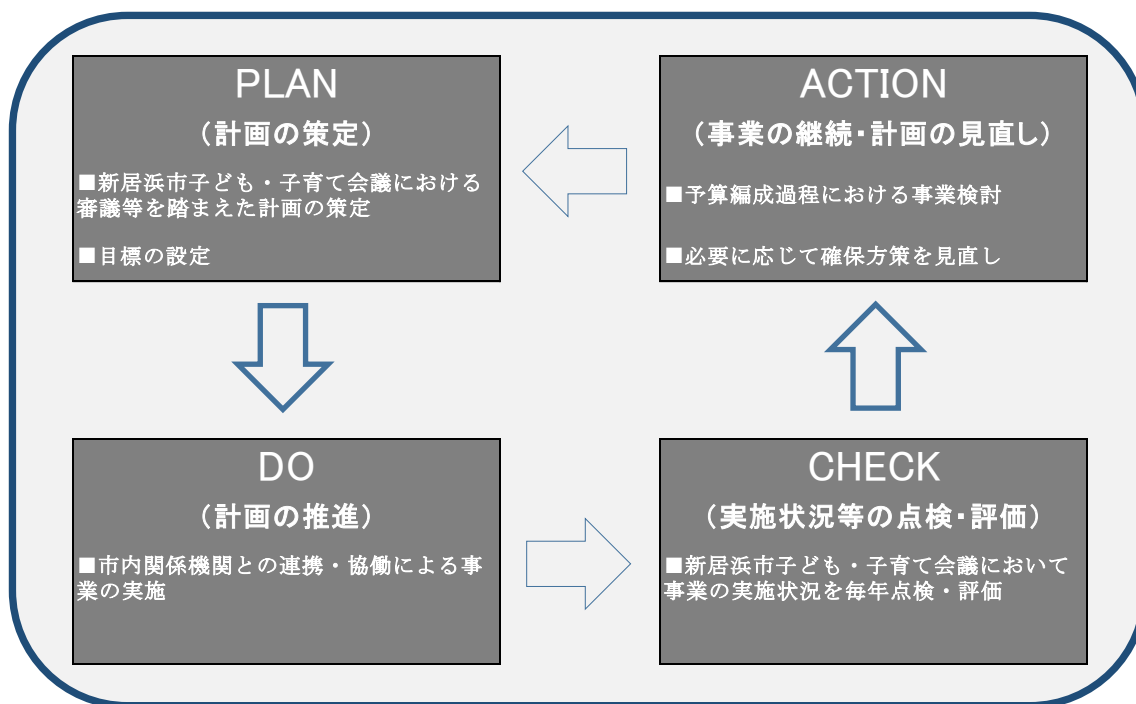 PLAN
（計画の策定）
■新居浜市子ども・子育て会議における
審議等を踏まえた計画の策定
■目標の設定
ACTION
（事業の継続・計画の見直し）
■予算編成過程における事業検討
■必要に応じて確保方策を見直し
DO
（計画の推進）
■市内関係機関との連携・協働による事
業の実施
CHECK
（実施状況等の点検・評価）
■新居浜市子ども・子育て会議において
事業の実施状況を毎年点検・評価